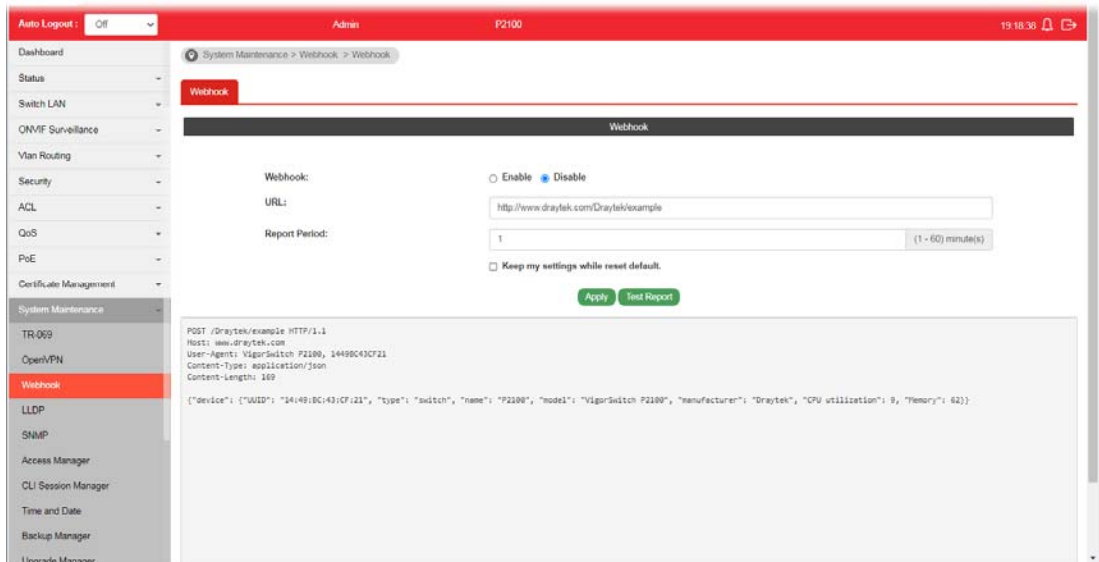 Auto Logout : Off Admin P2100 19:18:38
Dashboard
Status
Switch LAN
ONVIF Surveillance
Vlan Routing
Security
ACL
QoS
PoE
Certificate Management
System Maintenance
TR-069
OpenVPN
Webhook
LLDP
SNMP
Access Manager
CLI Session Manager
Time and Date
Backup Manager
Upgrade Manager
System Maintenance > Webhook > Webhook
Webhook
Webhook
Webhook: Enable Disable
URL: http://www.draytek.com/Draytek/example
Report Period: 1 (1 - 60) minute(s)
Keep my settings while reset default.
Apply Test Report
POST /Draytek/example HTTP/1.1
Host: www.draytek.com
User-Agent: VigorSwitch P2100, 1449BC43CF21
Content-Type: application/json
Content-Length: 169
{"device": {"UUID": "14:49:BC:43:CF:21", "type": "switch", "name": "P2100", "model": "VigorSwitch P2100", "manufacturer": "Draytek", "CPU utilization": 9, "Memory": 62}}